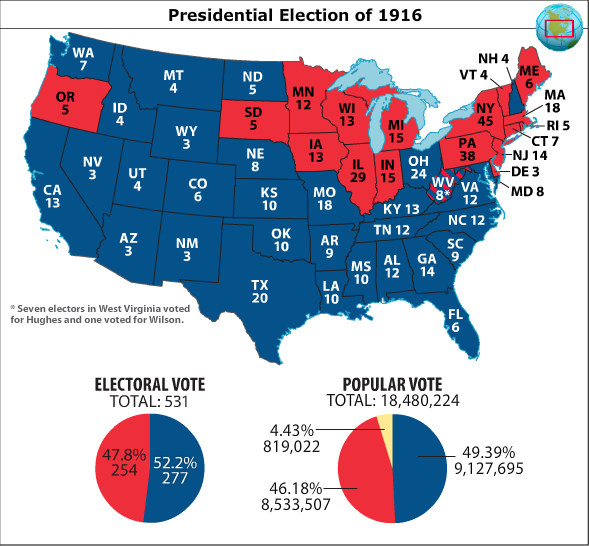 Presidential Election of 1916
WA
7
MT
4
ND
5
MN
12
NH 4
VT 4
ME
6
OR
5
ID
4
SD
5
WI
13
MI
15
NY
45
MA
18
RI 5
CT 7
WY
3
IA
13
PA
38
NJ 14
DE 3
MD 8
NV
3
UT
4
CO
6
NE
8
IL
29
IN
15
OH
24
WV
8*
VA
12
CA
13
KS
10
MO
18
KY 13
NC 12
TN 12
AZ
3
NM
3
OK
10
AR
9
SC
9
MS
10
AL
12
GA
14
TX
20
LA
10
FL
6
* Seven electors in West Virginia voted
for Hughes and one voted for Wilson.
ELECTORAL VOTE
TOTAL: 531
47.8%
254
52.2%
277
POPULAR VOTE
TOTAL: 18,480,224
4.43%
819,022
49.39%
9,127,695
46.18%
8,533,507